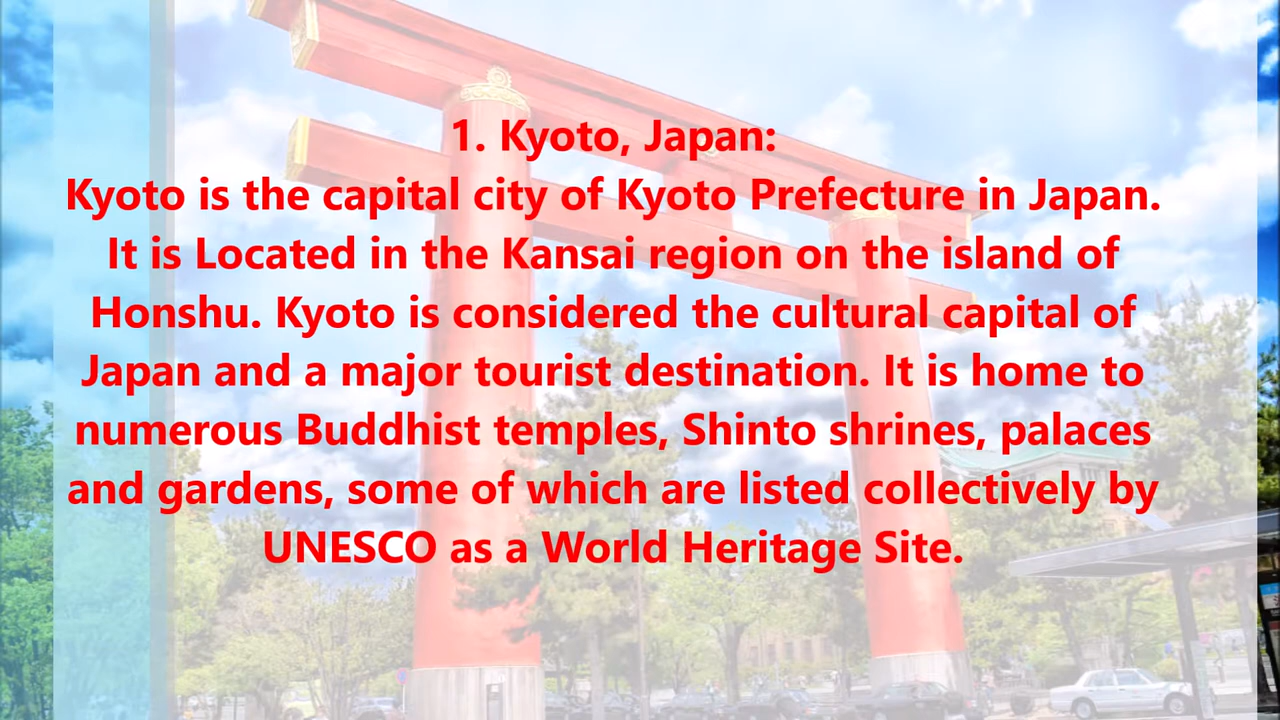 1. Kyoto, Japan:
Kyoto is the capital city of Kyoto Prefecture in Japan.
It is Located in the Kansai region on the island of
Honshu. Kyoto is considered the cultural capital of
Japan and a major tourist destination. It is home to
numerous Buddhist temples, Shinto shrines, palaces
and gardens, some of which are listed collectively by
UNESCO as a World Heritage Site.